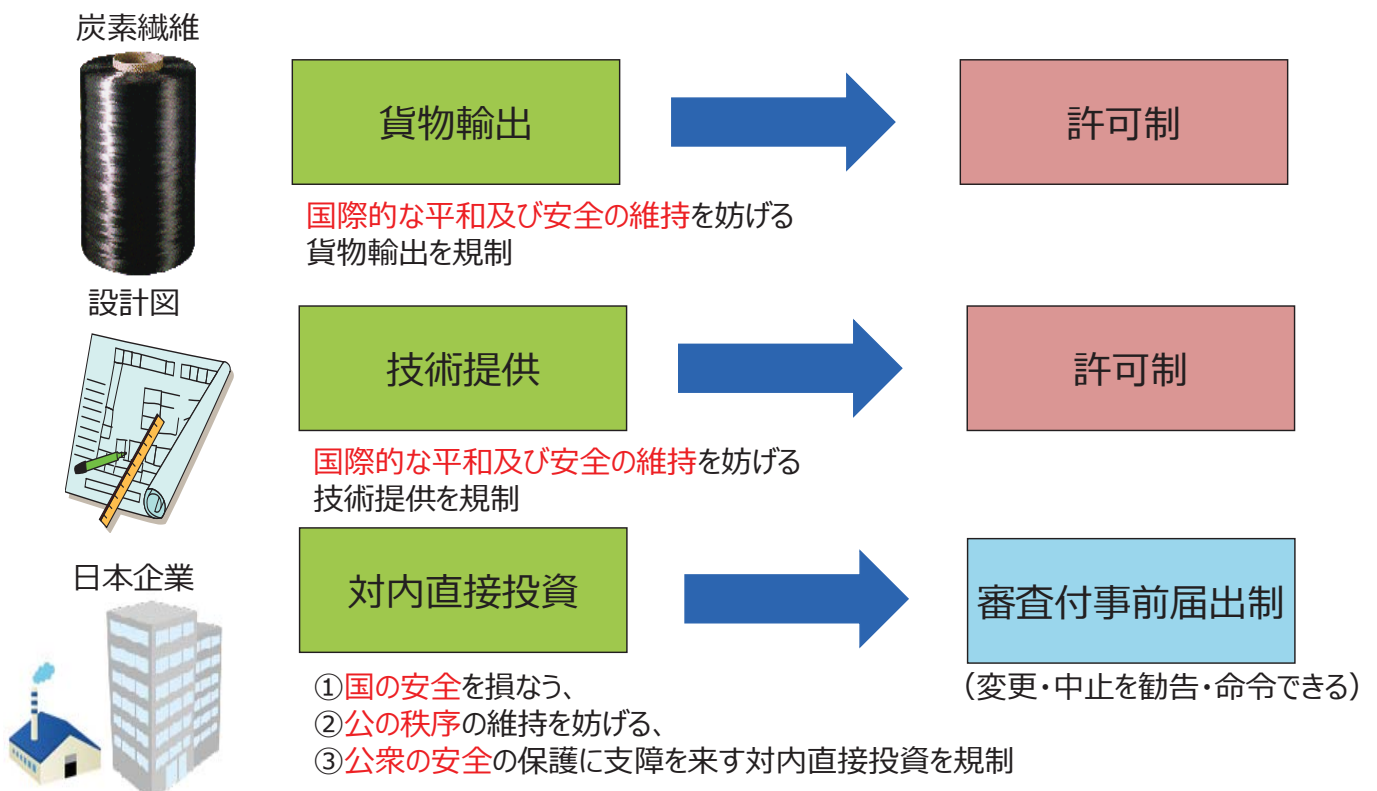 炭素繊維
貨物輸出
許可制
国際的な平和及び安全の維持を妨げる
貨物輸出を規制
設計図
技術提供
許可制
国際的な平和及び安全の維持を妨げる
技術提供を規制
日本企業
対内直接投資
審査付事前届出制
(変更・中止を勧告・命令できる)
①国の安全を損なう、
②公の秩序の維持を妨げる、
③公衆の安全の保護に支障を来す対内直接投資を規制